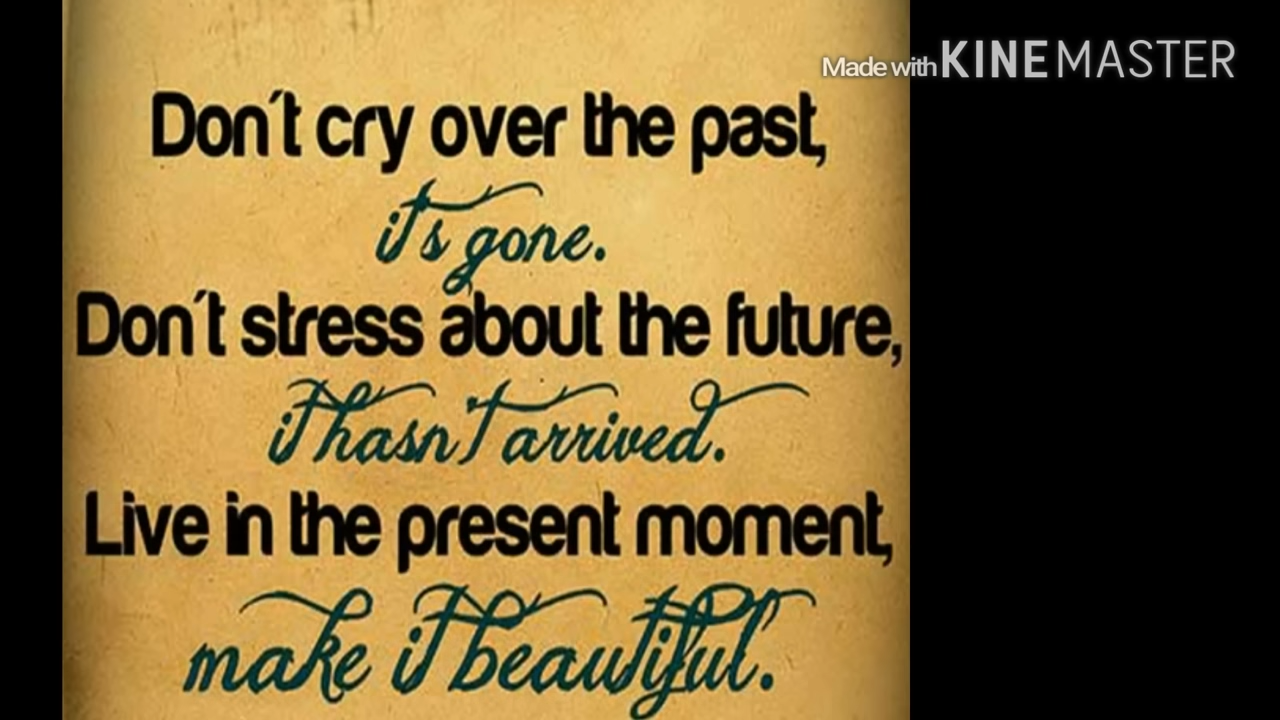 Made with KINEMASTER
Don´t cry over the past,
it's gone.
Don´t stress about the future,
it hasn't arrived.
Live in the present moment,
make it beautiful.